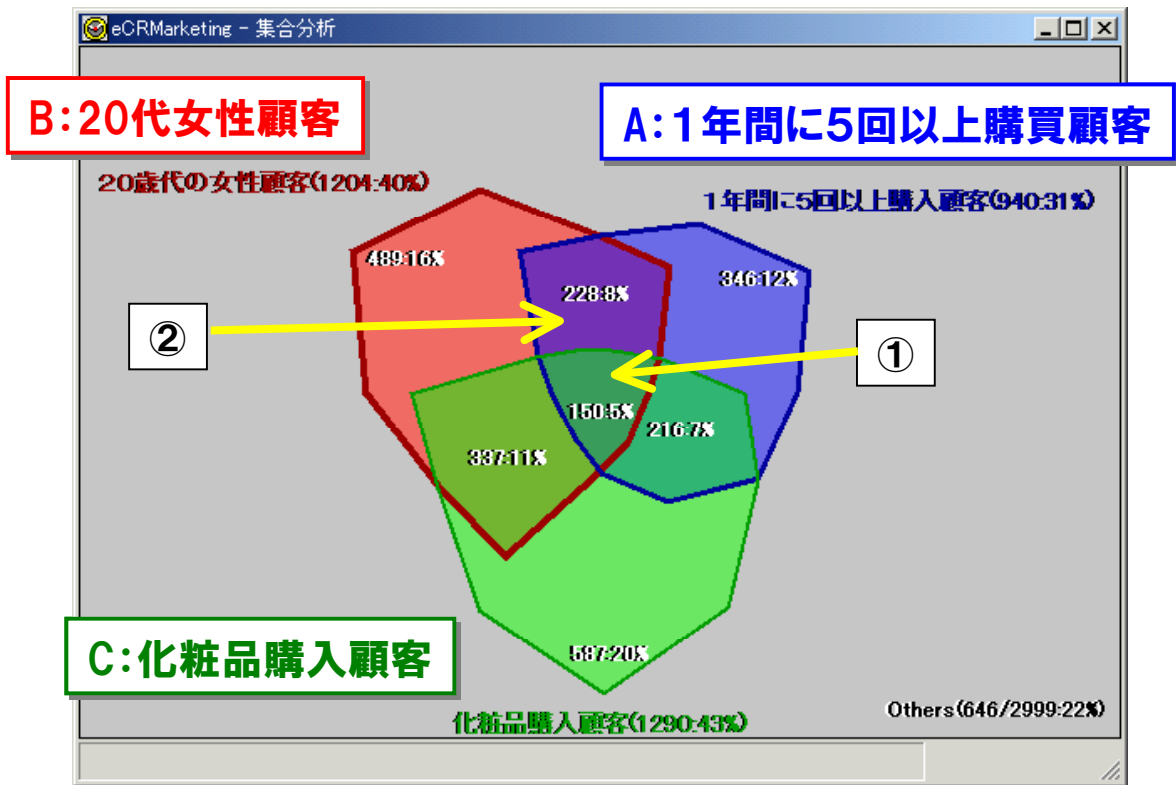 eCRMarketing - 集合分析
B:20代女性顧客
A:1年間に5回以上購買顧客
20歳代の女性顧客(1204:40%)
1年間に5回以上購入顧客(940:31%)
489:16%
346:12%
228:8%
②
①
150:5%
216:7%
337:11%
C:化粧品購入顧客
587:20%
Others(646/2999:22%)
化粧品購入顧客(1290:43%)